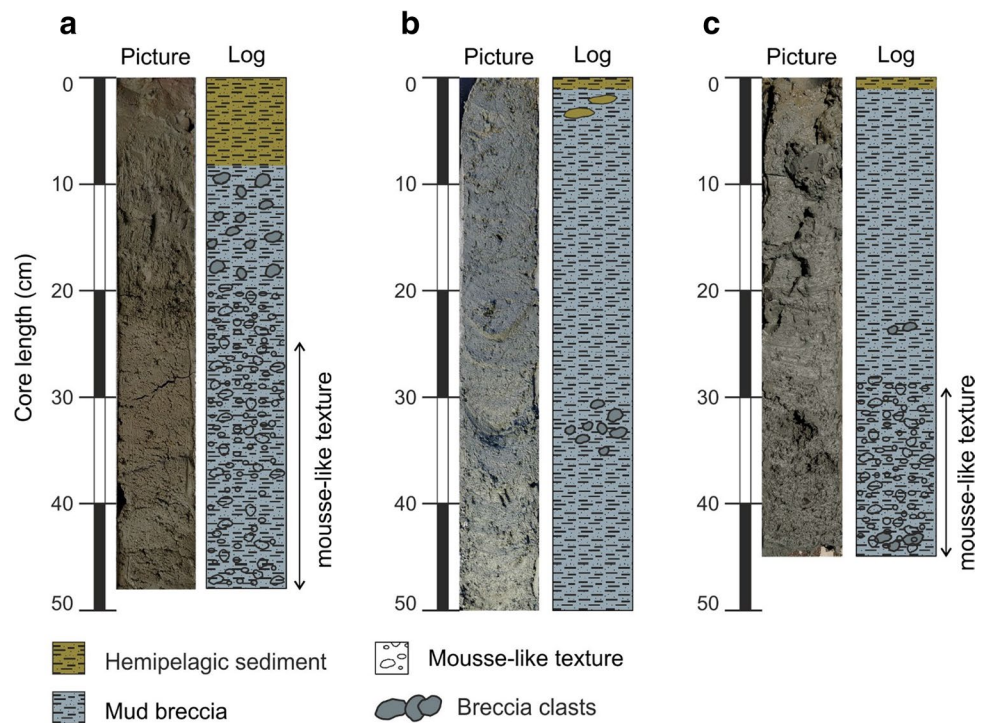 a
b
c
Picture Log
Picture Log
Picture Log
0
10
20
30
40
50
Core length (cm)
mousse-like texture
0
10
20
30
40
50
0
10
20
30
40
50
mousse-like texture
Hemipelagic sediment
Mud breccia
Mousse-like texture
Breccia clasts